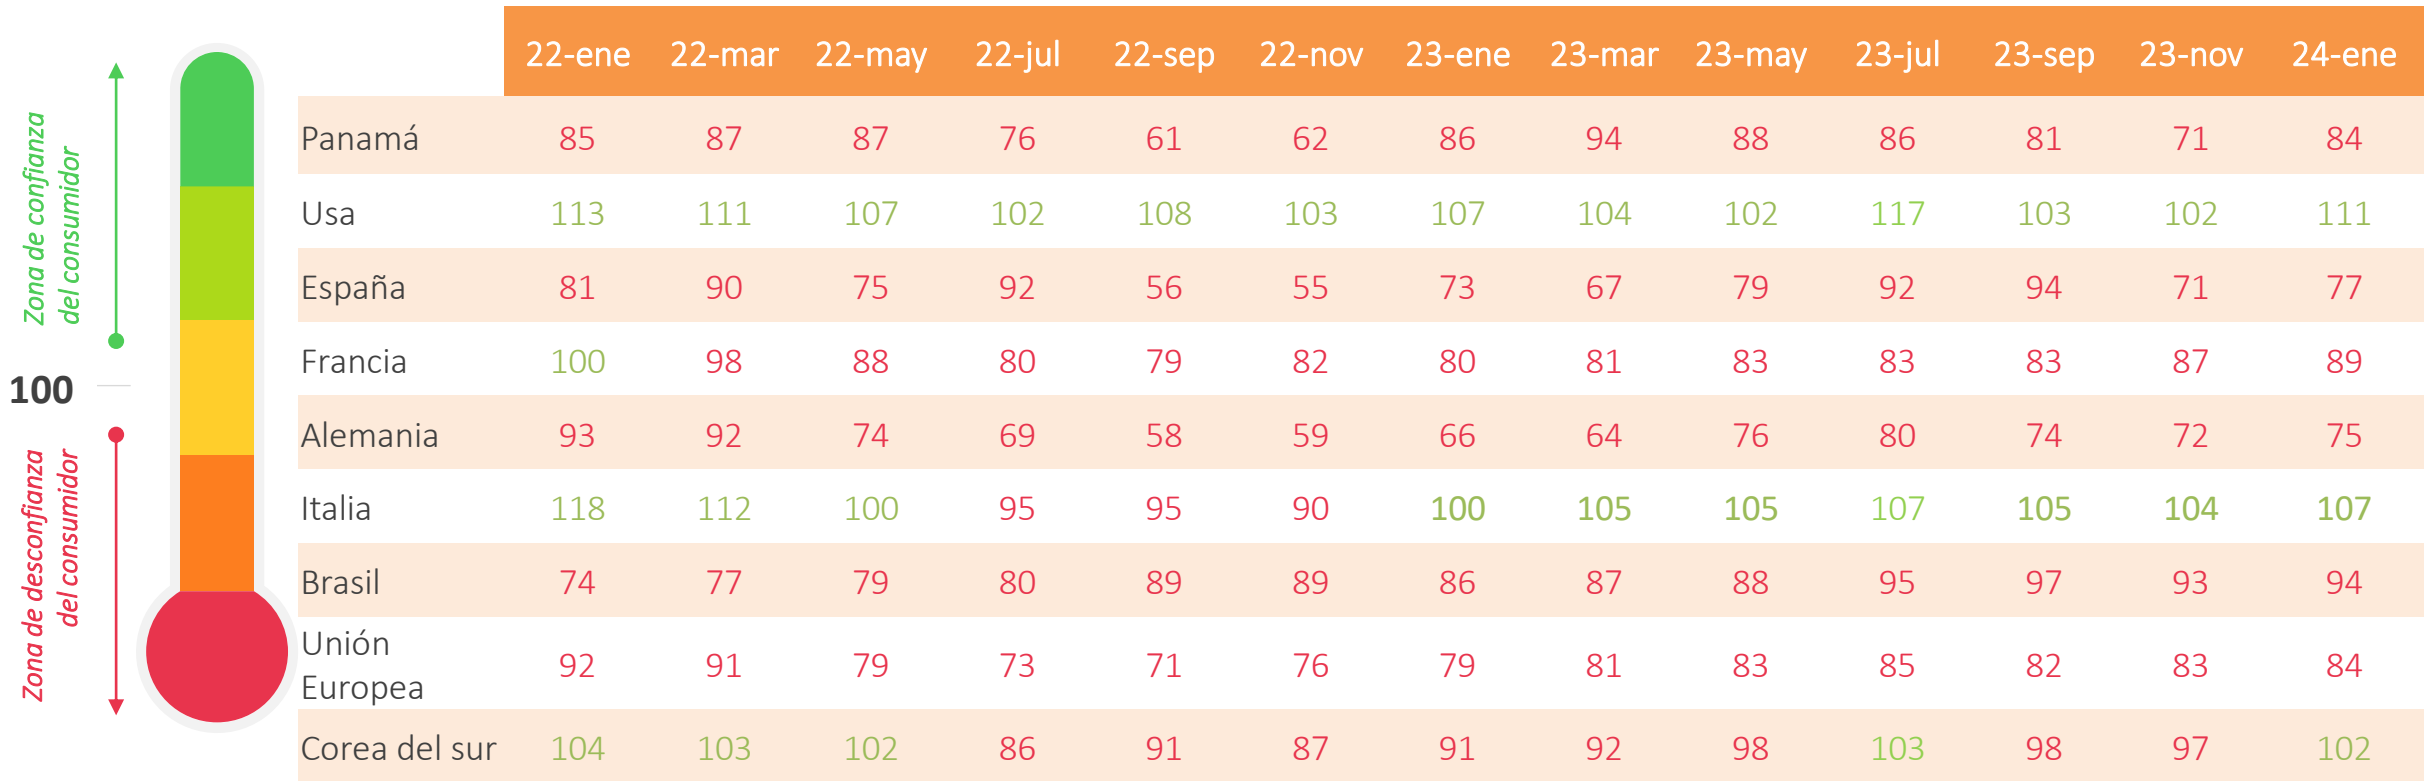 22-ene 22-mar 22-may 22-jul 22-sep 22-nov 23-ene 23-mar 23-may 23-jul 23-sep 23-nov 24-ene
Zona de confianza
del consumidor
100
Zona de desconfianza
del consumidor
Panamá 85 87 87 76 61 62 86 94 88 86 81 71 84
Usa 113 111 107 102 108 103 107 104 102 117 103 102 111
España 81 90 75 92 56 55 73 67 79 92 94 71 77
Francia 100 98 88 80 79 82 80 81 83 83 83 87 89
Alemania 93 92 74 69 58 59 66 64 76 80 74 72 75
Italia 118 112 100 95 95 90 100 105 105 107 105 104 107
Brasil 74 77 79 80 89 89 86 87 88 95 97 93 94
Unión
Europea 92 91 79 73 71 76 79 81 83 85 82 83 84
Corea del sur 104 103 102 86 91 87 91 92 98 103 98 97 102